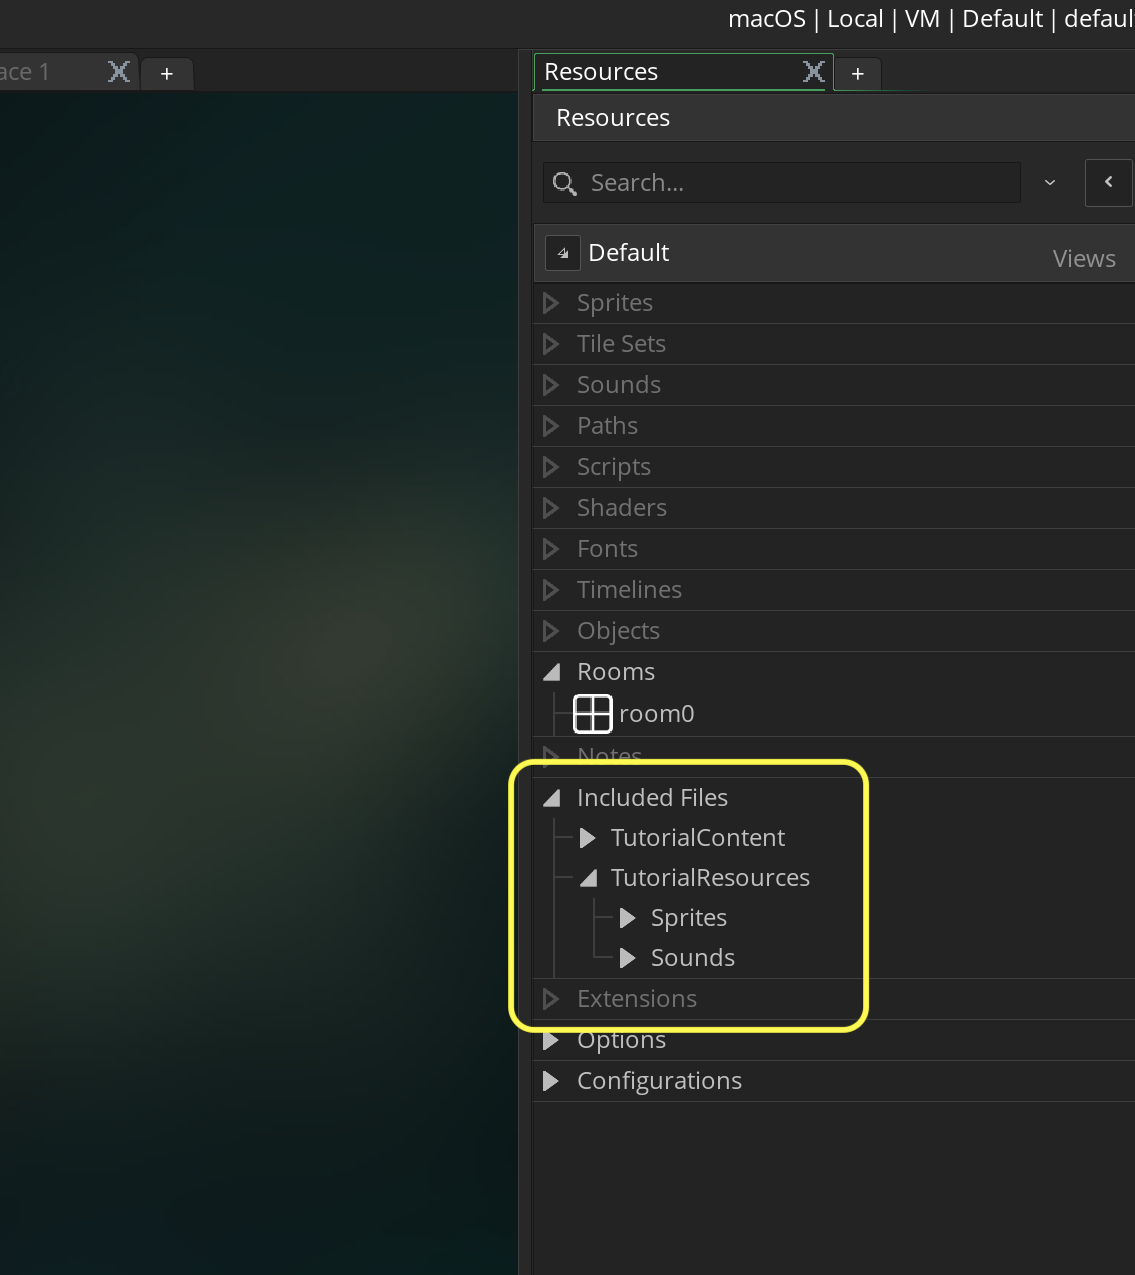 macOS | Local | VM | Default |
ace 1 +
Resources +
Resources
Search...
Default
Views
Sprites
Tile Sets
Sounds
Paths
Scripts
Shaders
Fonts
Timelines
Objects
Rooms
room0
Notes
Included Files
TutorialContent
TutorialResources
Sprites
Sounds
Extensions
Options
Configurations